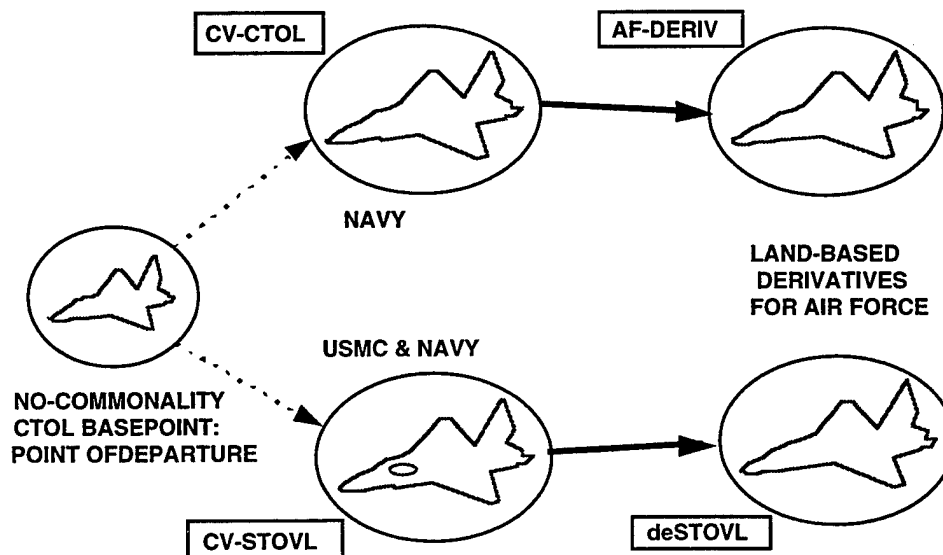 CV-CTOL
AF-DERIV
NAVY
LAND-BASED
DERIVATIVES
FOR AIR FORCE
USMC & NAVY
NO-COMMONALITY
CTOL BASEPOINT:
POINT OFDEPARTURE
CV-STOVL
deSTOVL